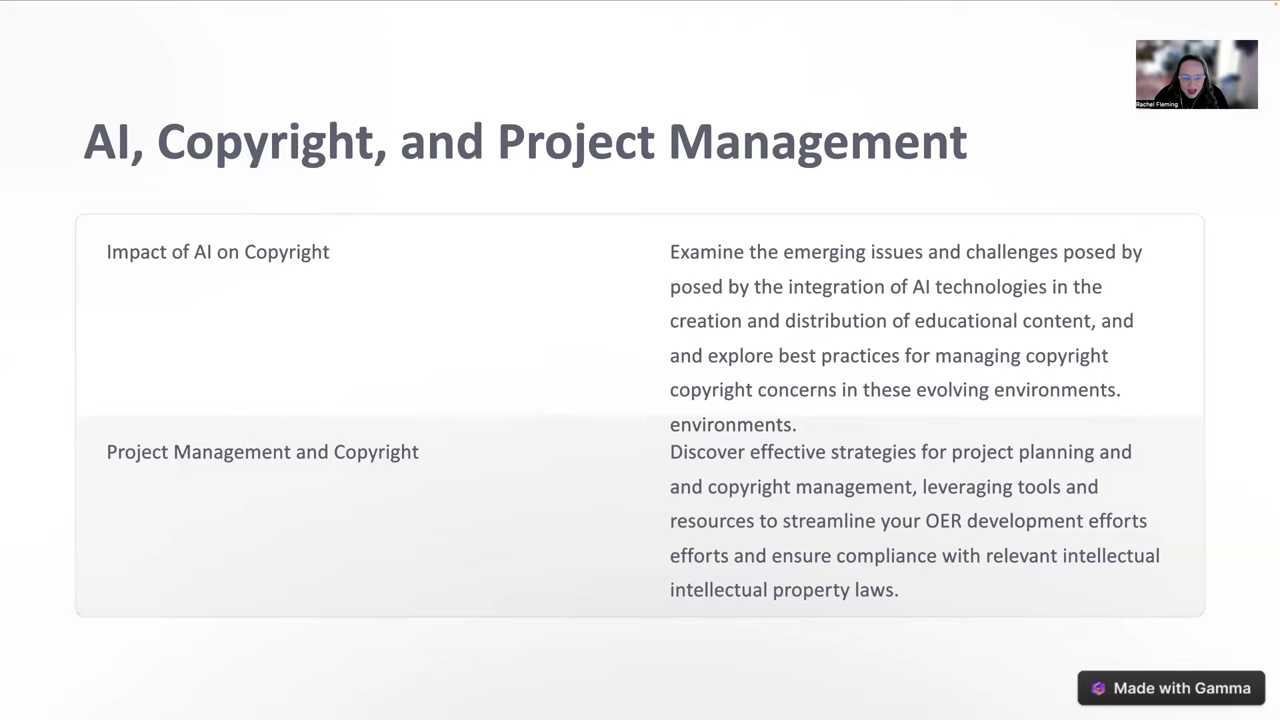 Rachel Fleming
AI, Copyright, and Project Management
Impact of AI on Copyright
Examine the emerging issues and challenges posed by
posed by the integration of AI technologies in the
creation and distribution of educational content, and
and explore best practices for managing copyright
copyright concerns in these evolving environments.
environments.
Project Management and Copyright
Discover effective strategies for project planning and
and copyright management, leveraging tools and
resources to streamline your OER development efforts
efforts and ensure compliance with relevant intellectual
intellectual property laws.
Made with Gamma